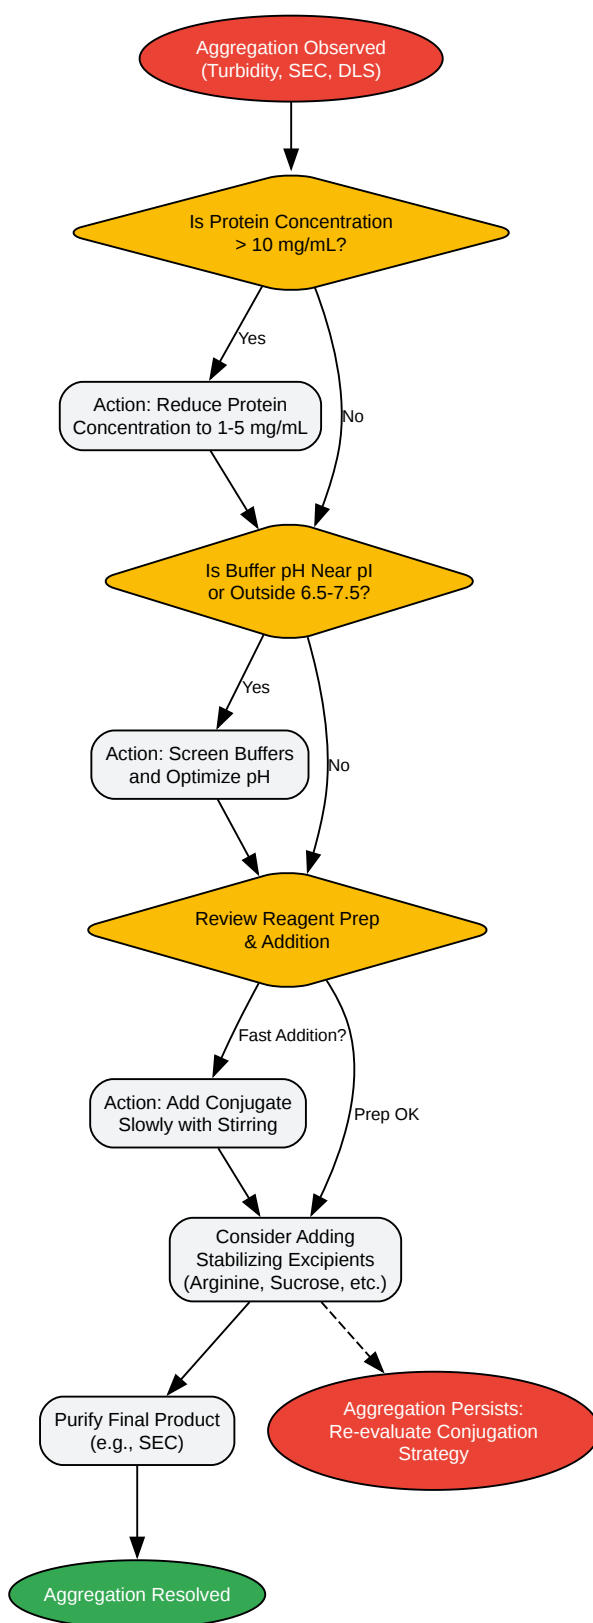 Aggregation Observed
(Turbidity, SEC, DLS)
Is Protein Concentration
> 10 mg/mL?
Yes
No
Action: Reduce Protein
Concentration to 1-5 mg/mL
Is Buffer pH Near pI
or Outside 6.5-7.5?
Yes
No
Action: Screen Buffers
and Optimize pH
Review Reagent Prep
& Addition
Fast Addition?
Prep OK
Action: Add Conjugate
Slowly with Stirring
Consider Adding
Stabilizing Excipients
(Arginine, Sucrose, etc.)
Purify Final Product
(e.g., SEC)
Aggregation Persists:
Re-evaluate Conjugation
Strategy
Aggregation Resolved